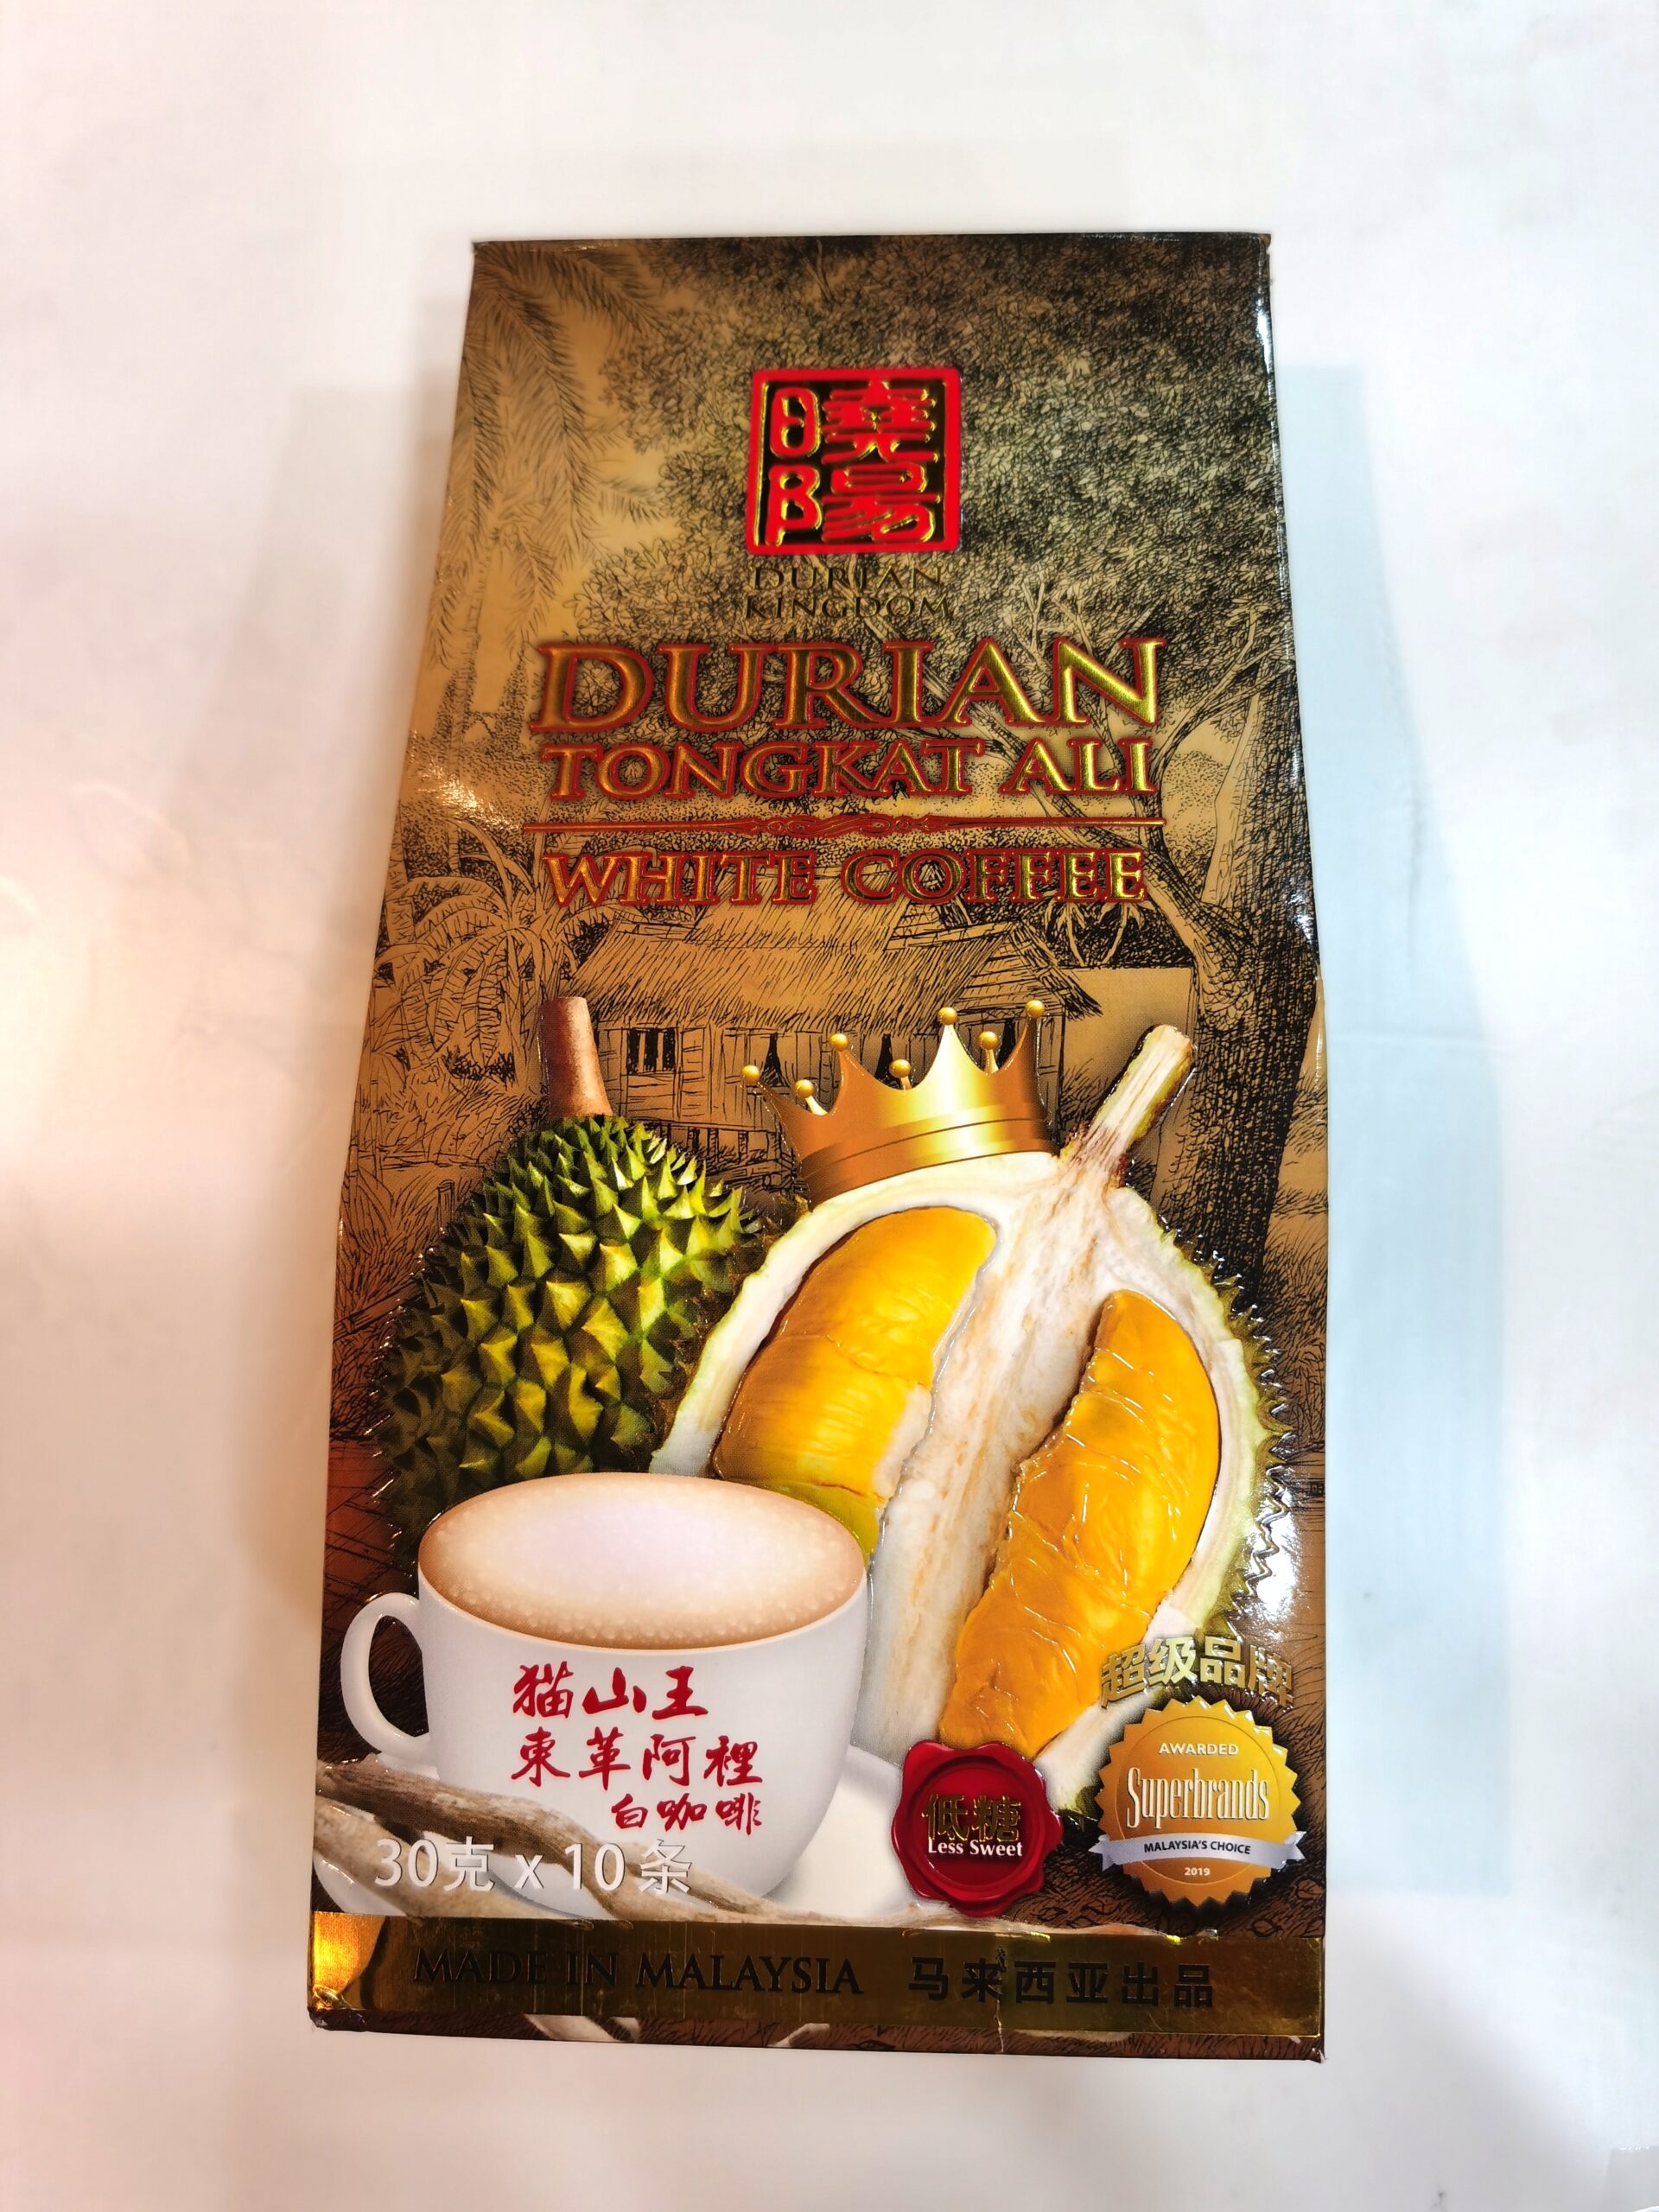 曉陽
DURIAN
KINGDOM
DURIAN
TONGKAT ALI
WHITE COFFEE
猫山王
東革阿裡
白咖啡
30克 x 10条
低糖
Less Sweet
超级品牌
AWARDED
Superbrands
MALAYSIA'S CHOICE
2019
MADE IN MALAYSIA 马来西亚出品